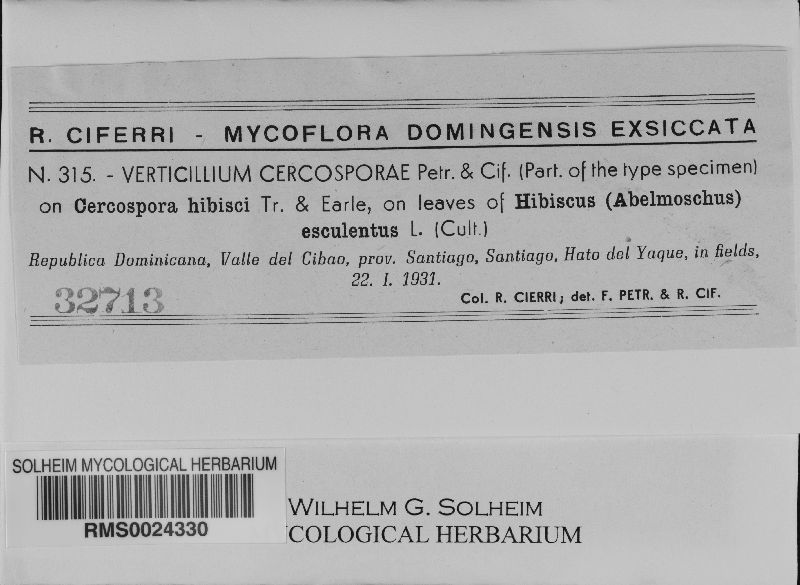 R. CIFERRI - MYCOFLORA DOMINGENSIS EXSICCATA
N. 315. - VERTICILLIUM CERCOSPORAE Petr. & Cif. (Part. of the type specimen)
on Cercospora hibisci Tr. & Earle, on leaves of Hibiscus (Abelmoschus)
esculentus L. (Cult.)
Republica Dominicana, Valle del Cibao, prov. Santiago, Santiago, Hato del Yaque, in fields,
22. I. 1931.
32713
Col. R. CIERRI; det. F. PETR. & R. CIF.
SOLHEIM MYCOLOGICAL HERBARIUM
RMS0024330
WILHELM G. SOLHEIM
COLOGICAL HERBARIUM